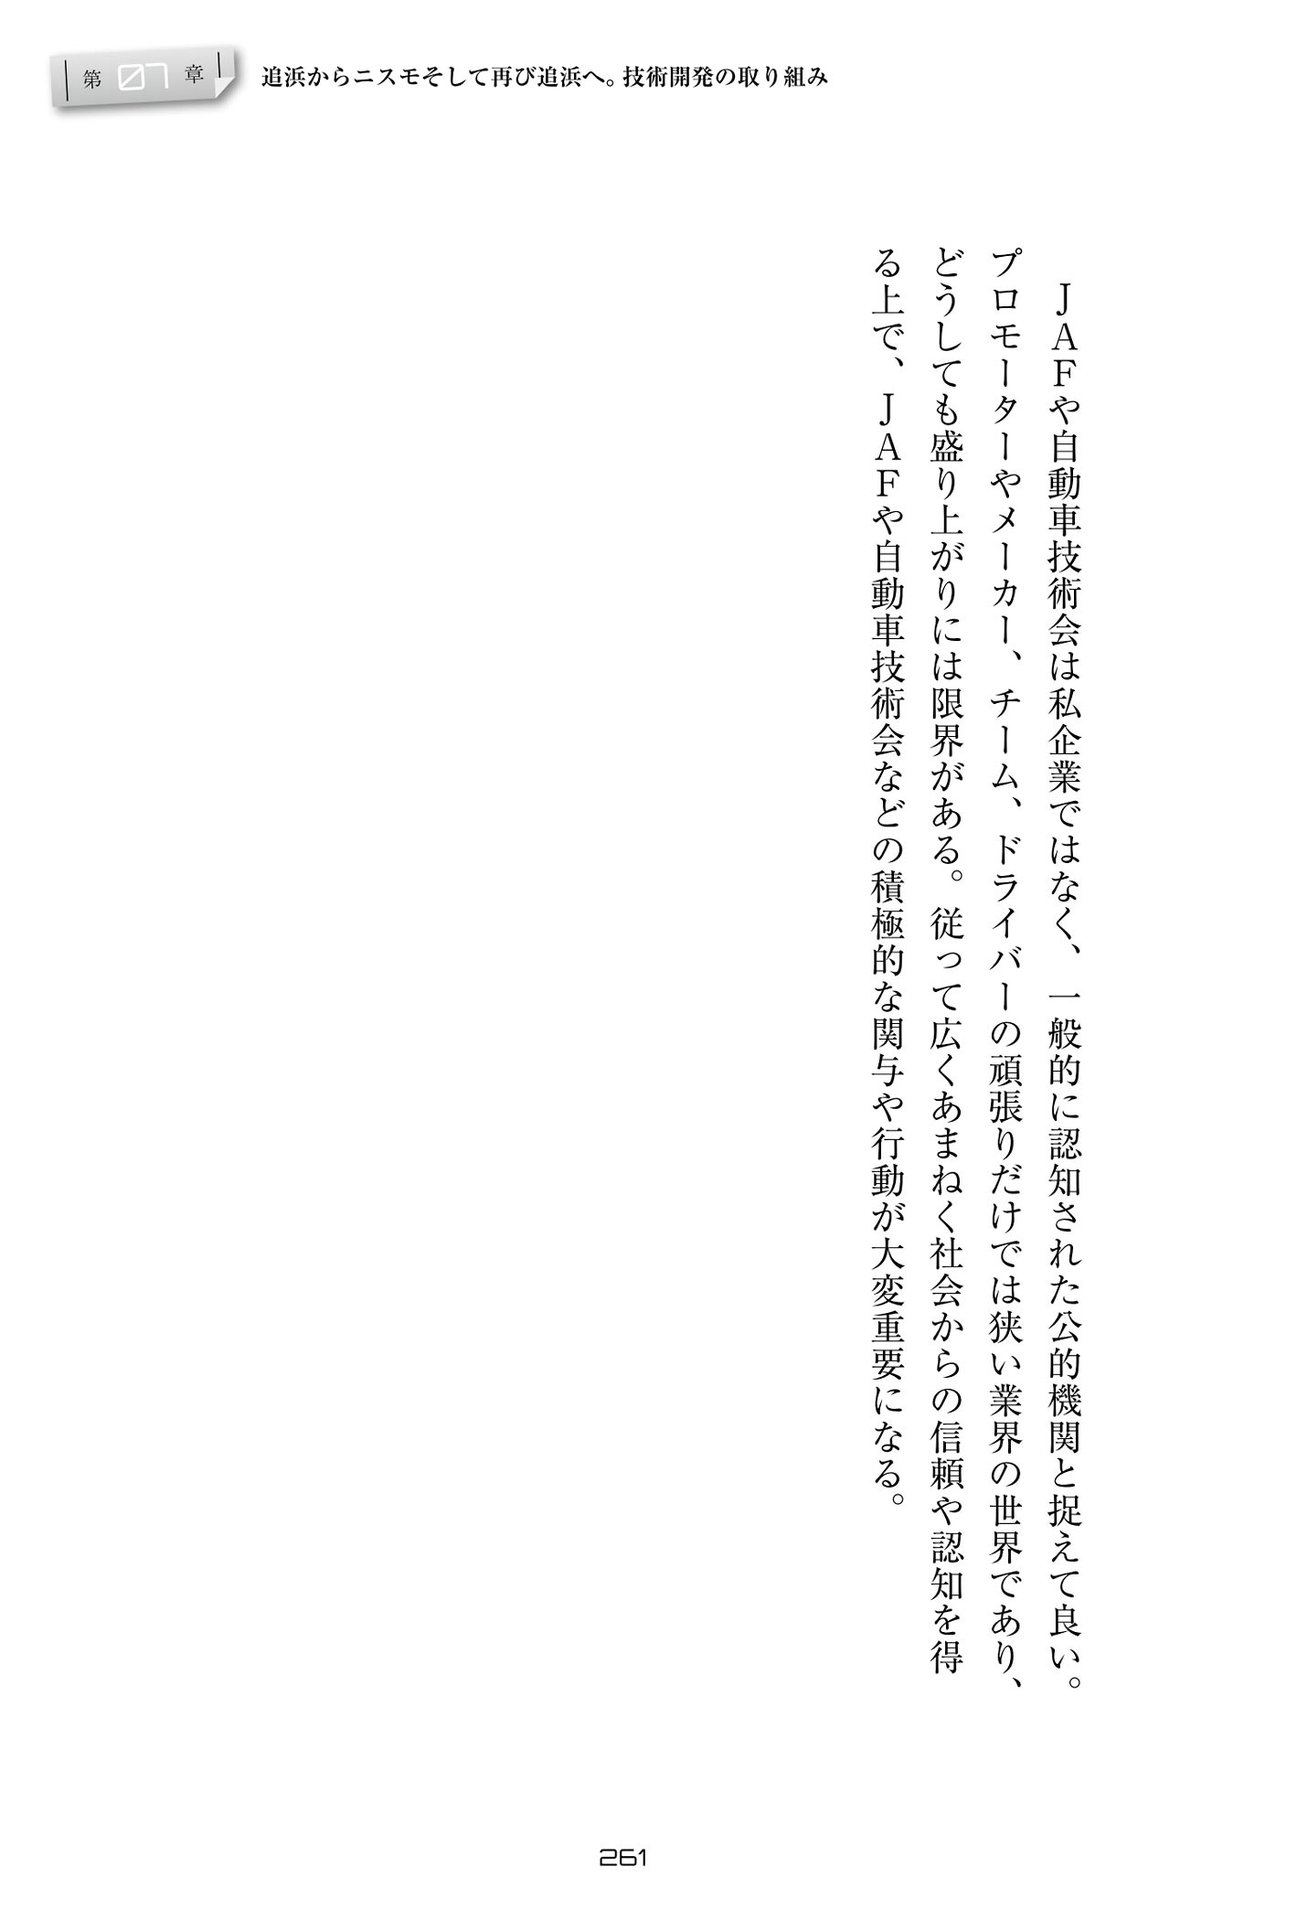 第07章
追浜からニスモそして再び追浜へ。技術開発の取り組み
　ＪＡＦや自動車技術会は私企業ではなく、一般的に認知された公的機関と捉えて良い。
プロモーターやメーカー、チーム、ドライバーの頑張りだけでは狭い業界の世界であり、
どうしても盛り上がりには限界がある。従って広くあまねく社会からの信頼や認知を得
る上で、ＪＡＦや自動車技術会などの積極的な関与や行動が大変重要になる。
261